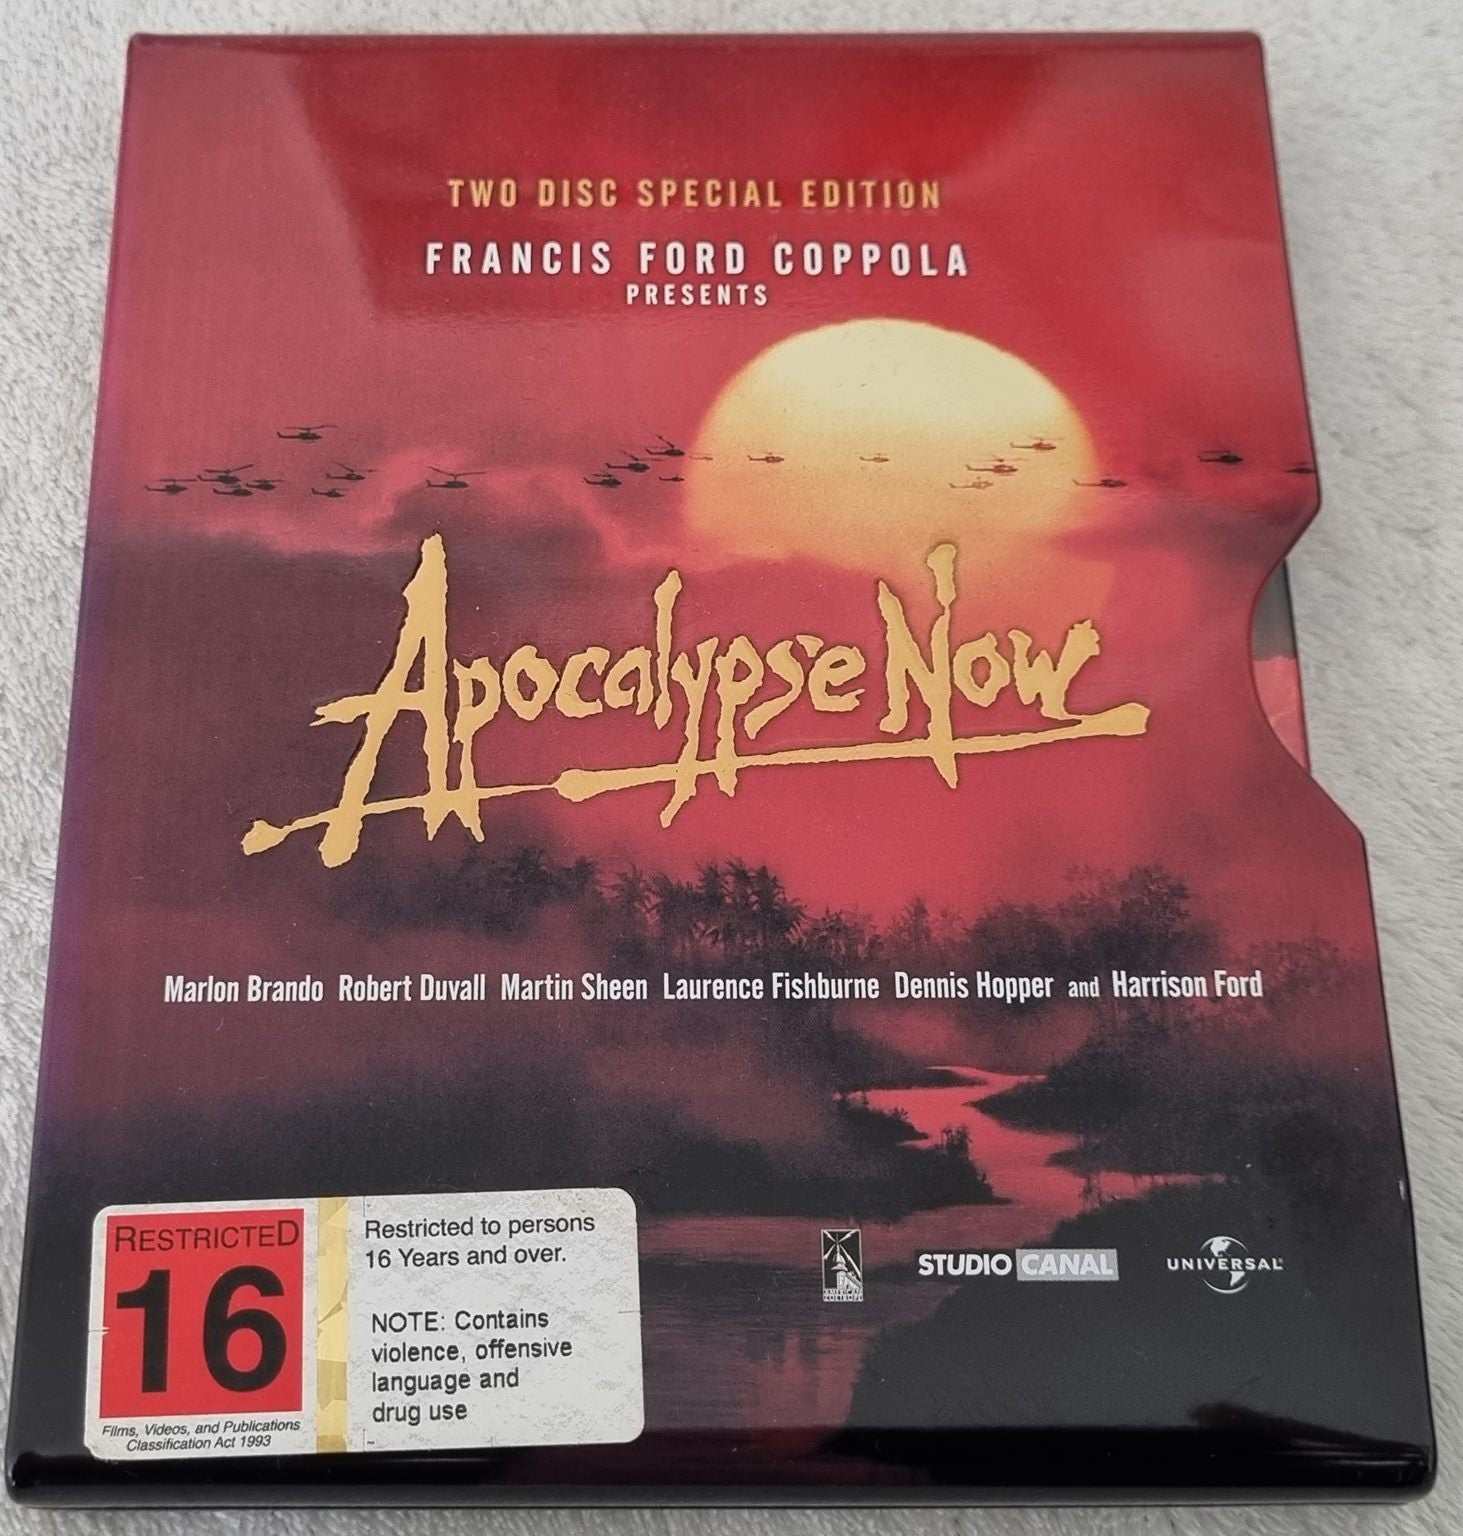 TWO DISC SPECIAL EDITION
FRANCIS FORD COPPOLA
PRESENTS
Apocalypse Now
Marlon Brando Robert Duvall Martin Sheen Laurence Fishburne Dennis Hopper and Harrison Ford
RESTRICTED
16
Films, Videos, and Publications
Classification Act 1993
Restricted to persons
16 Years and over.
NOTE: Contains
violence, offensive
language and
drug use
AMERICAN
ZOETROPE
STUDIO CANAL
UNIVERSAL